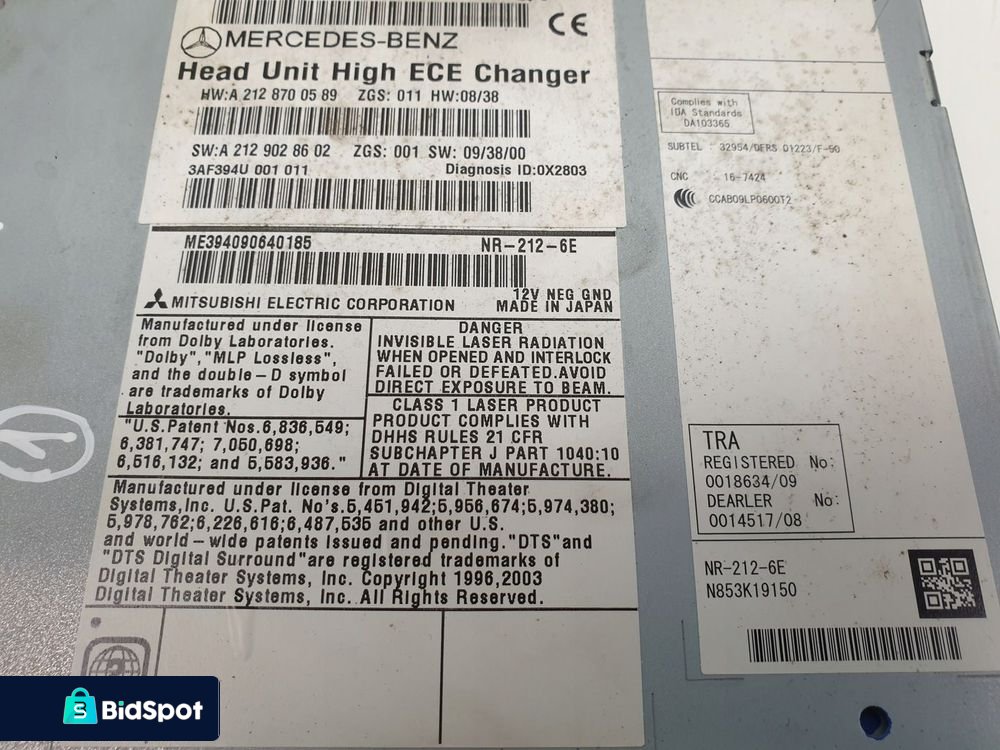 CE
MERCEDES-BENZ
Head Unit High ECE Changer
HW:A 212 870 05 89 ZGS: 011 HW:08/38
SW:A 212 902 86 02 ZGS: 001 SW: 09/38/00
3AF394U 001 011 Diagnosis ID:0X2803
ME394090640185 NR-212-6E
MITSUBISHI ELECTRIC CORPORATION
12V NEG GND
MADE IN JAPAN
Manufactured under license
from Dolby Laboratories.
"Dolby","MLP Lossless",
and the double-D symbol
are trademarks of Dolby
Laboratories.
"U.S.Patent Nos.6,836,549;
6,381,747; 7,050,698;
6,516,132; and 5,583,936."
DANGER
INVISIBLE LASER RADIATION
WHEN OPENED AND INTERLOCK
FAILED OR DEFEATED.AVOID
DIRECT EXPOSURE TO BEAM.
CLASS 1 LASER PRODUCT
PRODUCT COMPLIES WITH
DHHS RULES 21 CFR
SUBCHAPTER J PART 1040:10
AT DATE OF MANUFACTURE.
Manufactured under license from Digital Theater
Systems,Inc. U.S.Pat. No's.5,451,942;5,956,674;5,974,380;
5,978,762;6,226,616;6,487,535 and other U.S.
and world-wide patents issued and pending."DTS"and
"DTS Digital Surround"are registered trademarks of
Digital Theater Systems, Inc. Copyright 1996,2003
Digital Theater Systems, Inc. All Rights Reserved.
Complies with
IDA Standards
DA103365
SUBTEL : 32954/DFRS 01223/F-50
CNC : 16-7424
CCAB09LP0600T2
TRA
REGISTERED No:
0018634/09
DEARLER No:
0014517/08
NR-212-6E
N853K19150
BidSpot